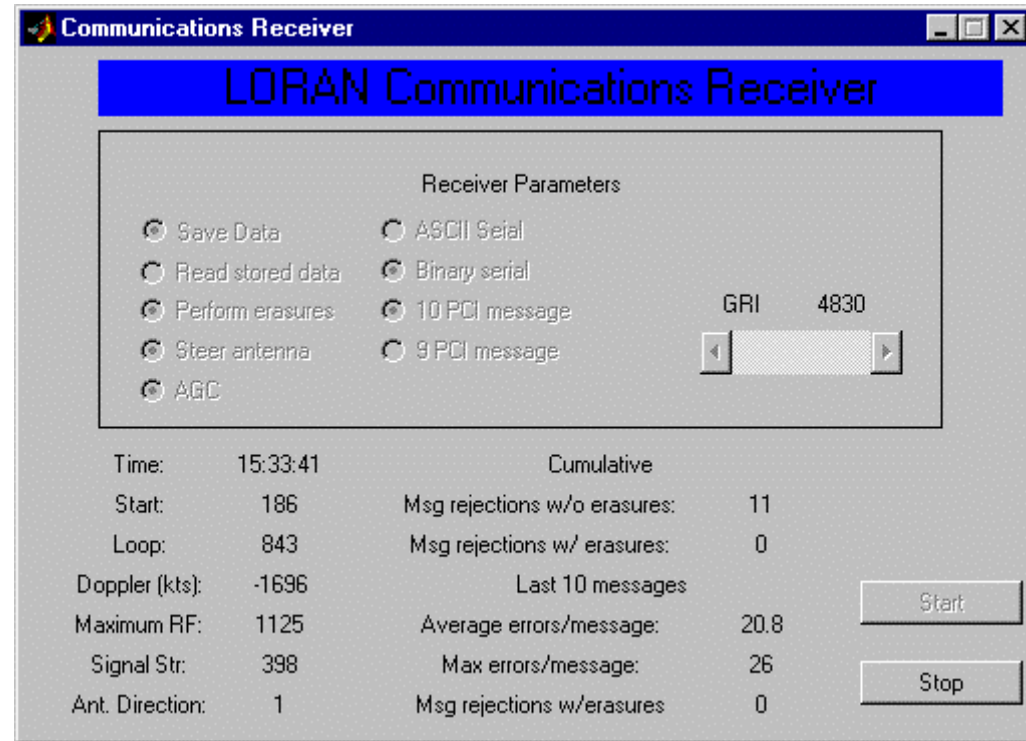 Communications Receiver
LORAN Communications Receiver
Receiver Parameters
Save Data
Read stored data
Perform erasures
Steer antenna
AGC
ASCII Seial
Binary serial
10 PCI message
9 PCI message
GRI 4830
Time: 15:33:41
Start: 186
Loop: 843
Doppler (kts): -1696
Maximum RF: 1125
Signal Str: 398
Ant. Direction: 1
Cumulative
Msg rejections w/o erasures: 11
Msg rejections w/ erasures: 0
Last 10 messages
Average errors/message: 20.8
Max errors/message: 26
Msg rejections w/erasures 0
Start
Stop